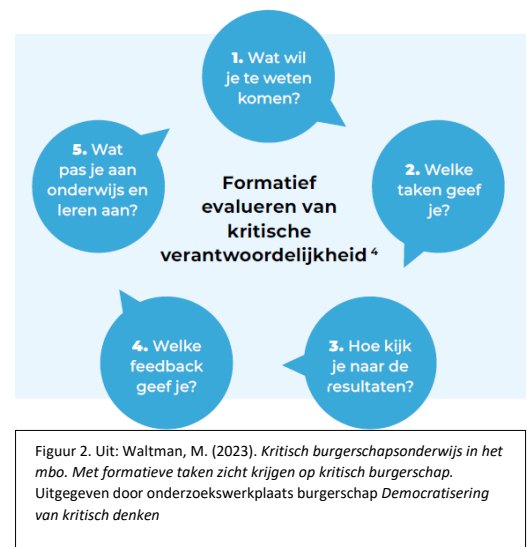 1. Wat wil
je te weten
komen?
2. Welke
taken geef
je?
3. Hoe kijk
je naar de
resultaten?
4. Welke
feedback
geef je?
5. Wat
pas je aan
onderwijs en
leren aan?
Formatief
evalueren van
kritische
verantwoordelijkheid ⁴
Figuur 2. Uit: Waltman, M. (2023). Kritisch burgerschapsonderwijs in het
mbo. Met formatieve taken zicht krijgen op kritisch burgerschap.
Uitgegeven door onderzoekswerkplaats burgerschap Democratisering
van kritisch denken